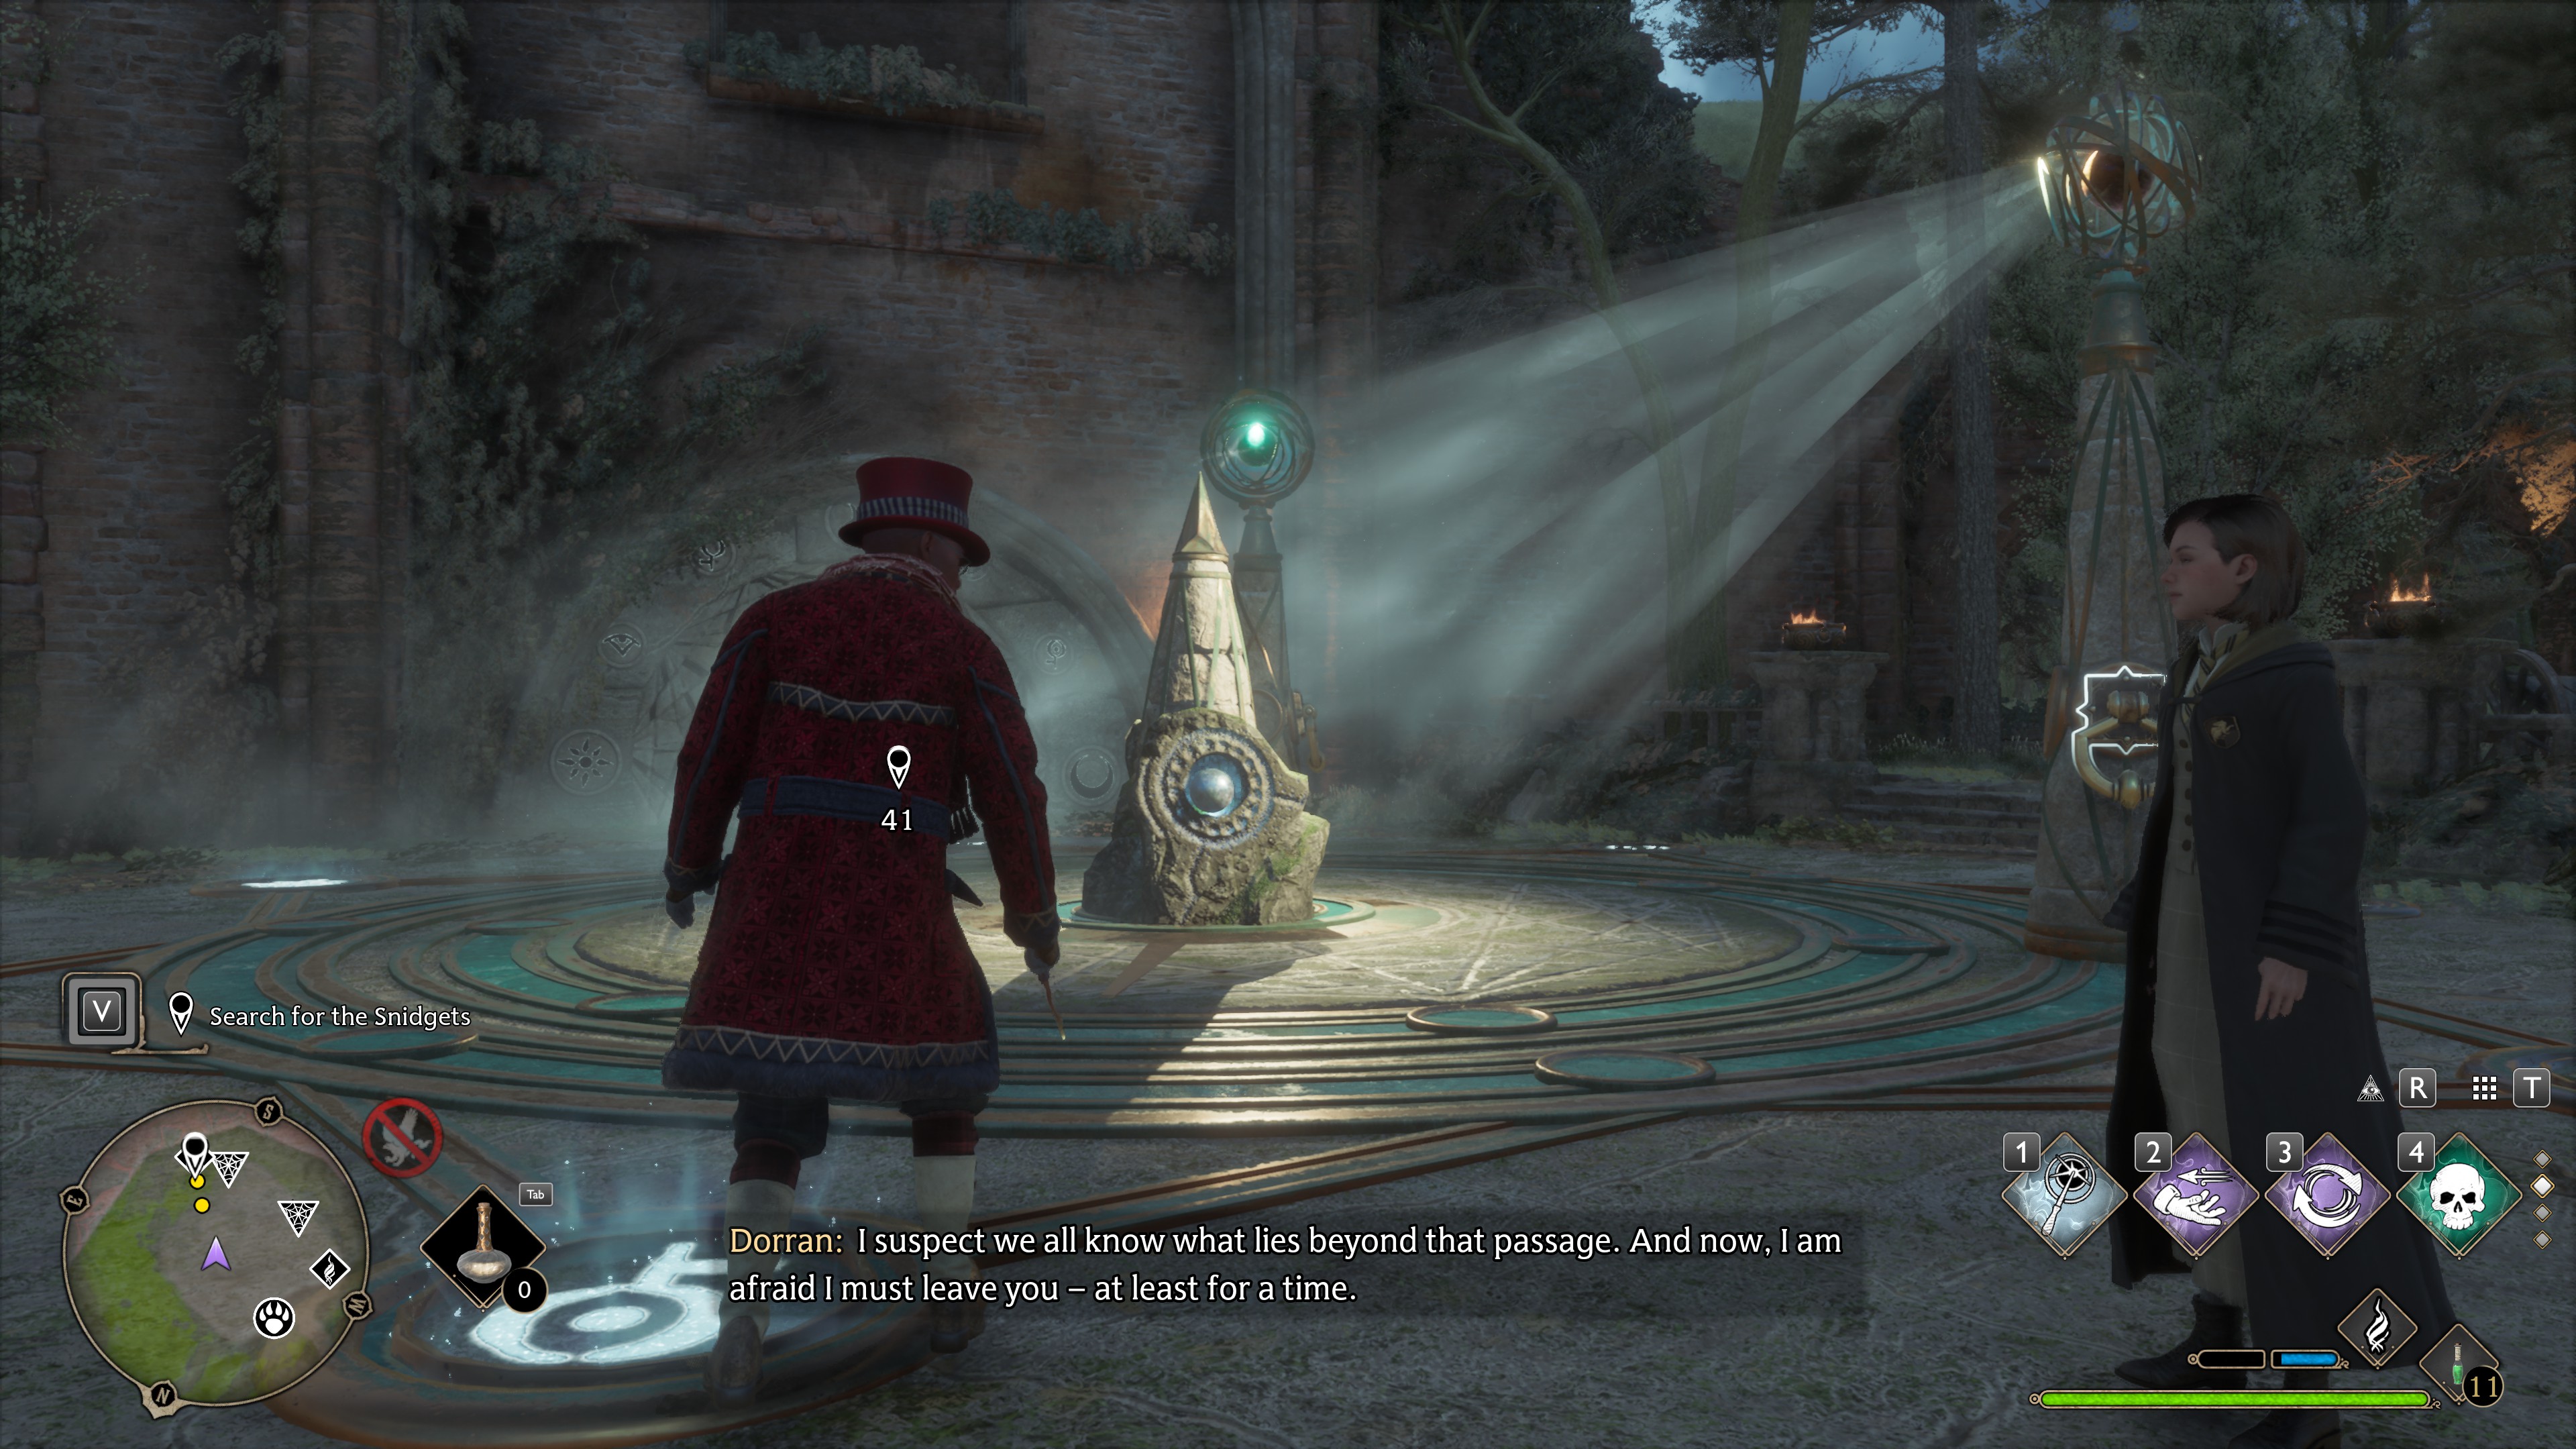 41
V
Search for the Snidgets
R
T
1
2
3
4
S
E
W
N
Tab
0
Dorran: I suspect we all know what lies beyond that passage. And now, I am
afraid I must leave you – at least for a time.
11